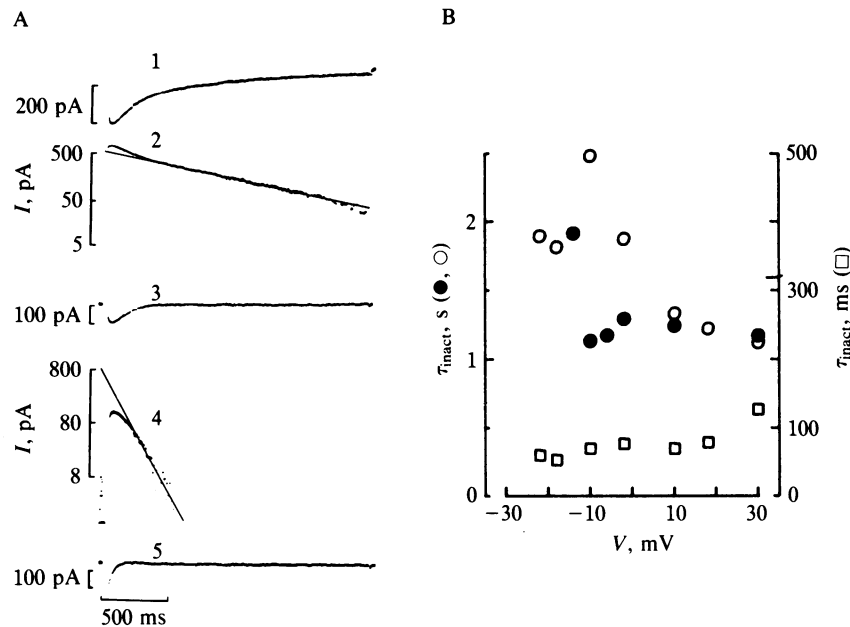 A
1
200 pA
2
500
50
5
I, pA
3
100 pA
800
80
8
I, pA
4
5
100 pA
500 ms
B
2
1
0
τinact, s (●, ○)
500
300
100
0
τinact, ms (□)
−30
−10
10
30
V, mV